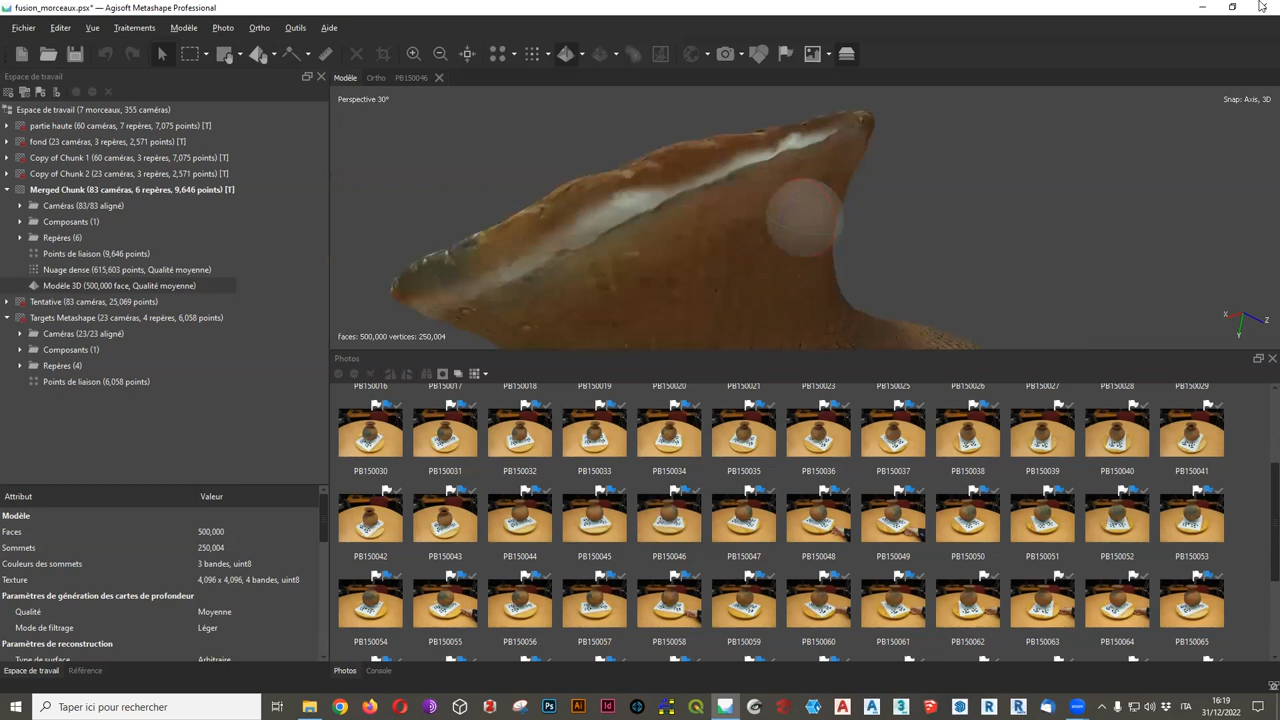 fusion_morceaux.psx* — Agisoft Metashape Professional
Fichier Editer Vue Traitements Modèle Photo Ortho Outils Aide
Espace de travail
Modèle Ortho PB150046
Perspective 30°
Snap: Axis, 3D
Espace de travail (7 morceaux, 355 caméras)
partie haute (60 caméras, 7 repères, 7,075 points) [T]
fond (23 caméras, 3 repères, 2,571 points) [T]
Copy of Chunk 1 (60 caméras, 3 repères, 7,075 points) [T]
Copy of Chunk 2 (23 caméras, 3 repères, 2,571 points) [T]
Merged Chunk (83 caméras, 6 repères, 9,646 points) [T]
Caméras (83/83 aligné)
Composants (1)
Repères (6)
Points de liaison (9,646 points)
Nuage dense (615,603 points, Qualité moyenne)
Modèle 3D (500,000 face, Qualité moyenne)
Tentative (83 caméras, 25,069 points)
Targets Metashape (23 caméras, 4 repères, 6,058 points)
Caméras (23/23 aligné)
Composants (1)
Repères (4)
Points de liaison (6,058 points)
X Z
Y
Faces: 500,000 vertices: 250,004
Photos
PB150016 PB150017 PB150018 PB150019 PB150020 PB150021 PB150023 PB150025 PB150026 PB150027 PB150028 PB150029
PB150030 PB150031 PB150032 PB150033 PB150034 PB150035 PB150036 PB150037 PB150038 PB150039 PB150040 PB150041
PB150042 PB150043 PB150044 PB150045 PB150046 PB150047 PB150048 PB150049 PB150050 PB150051 PB150052 PB150053
PB150054 PB150055 PB150056 PB150057 PB150058 PB150059 PB150060 PB150061 PB150062 PB150063 PB150064 PB150065
Attribut Valeur
Modèle
Faces 500,000
Sommets 250,004
Couleurs des sommets 3 bandes, uint8
Texture 4,096 x 4,096, 4 bandes, uint8
Paramètres de génération des cartes de profondeur
Qualité Moyenne
Mode de filtrage Léger
Paramètres de reconstruction
Type de surface Arbitraire
Espace de travail Référence
Photos Console
Taper ici pour rechercher
Ps Ai Id
A A 3 R R
ITA
16:19
31/12/2022